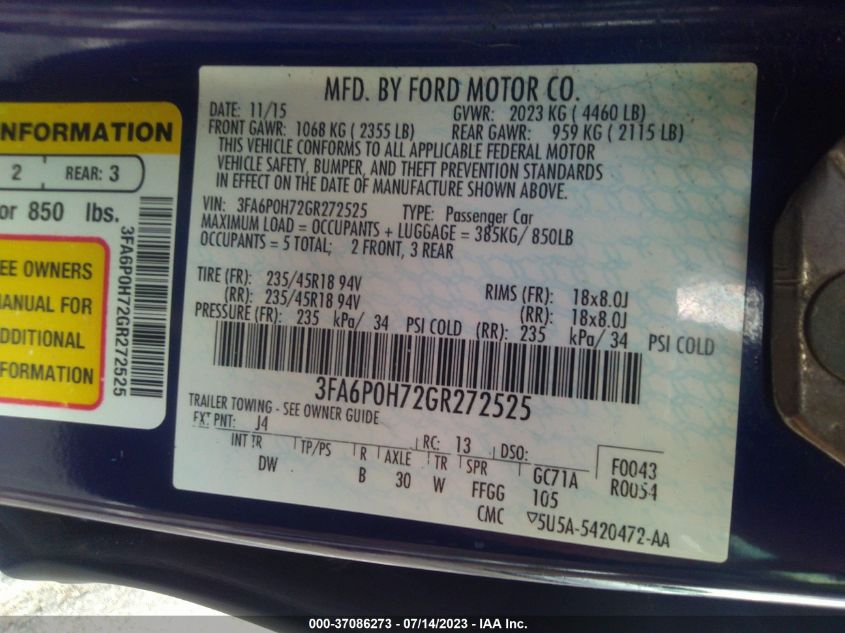 NFORMATION
2 REAR: 3
or 850 lbs.
EE OWNERS
MANUAL FOR
ADDITIONAL
FORMATION
3FA6P0H72GR272525
MFD. BY FORD MOTOR CO.
DATE: 11/15 GVWR: 2023 KG ( 4460 LB)
FRONT GAWR: 1068 KG ( 2355 LB) REAR GAWR: 959 KG ( 2115 LB)
THIS VEHICLE CONFORMS TO ALL APPLICABLE FEDERAL MOTOR
VEHICLE SAFETY, BUMPER, AND THEFT PREVENTION STANDARDS
IN EFFECT ON THE DATE OF MANUFACTURE SHOWN ABOVE.
VIN: 3FA6P0H72GR272525 TYPE: Passenger Car
MAXIMUM LOAD = OCCUPANTS + LUGGAGE = 385KG/ 850LB
OCCUPANTS = 5 TOTAL; 2 FRONT, 3 REAR
TIRE (FR): 235/45R18 94V RIMS (FR): 18x8.0J
(RR): 235/45R18 94V (RR): 18x8.0J
PRESSURE (FR): 235 kPa/ 34 PSI COLD (RR): 235 kPa/ 34 PSI COLD
3FA6P0H72GR272525
TRAILER TOWING - SEE OWNER GUIDE
EXT PNT: J4 RC: 13 DSO: F0043
INT TR TP/PS R AXLE TR SPR GC71A R0054
DW B 30 W FFGG 105
CMC ▽5U5A-5420472-AA
000-37086273 - 07/14/2023 - IAA Inc.